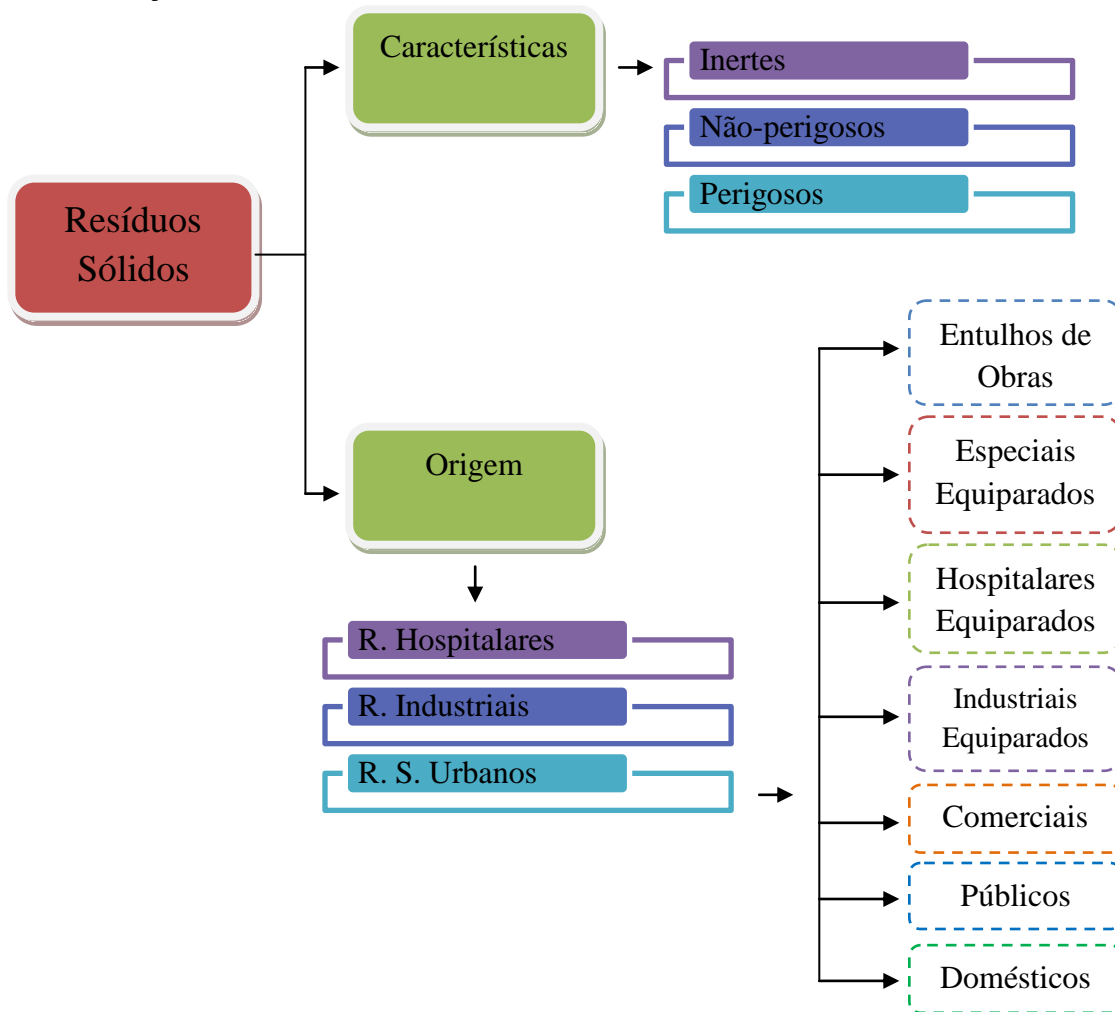 Característícas
Inertes
Não-perigosos
Perigosos
Resíduos
Sólidos
Origem
R. Hospitalares
R. Industriais
R. S. Urbanos
Entulhos de
Obras
Especiais
Equiparados
Hospitalares
Equiparados
Industriais
Equiparados
Comerciais
Públicos
Domésticos